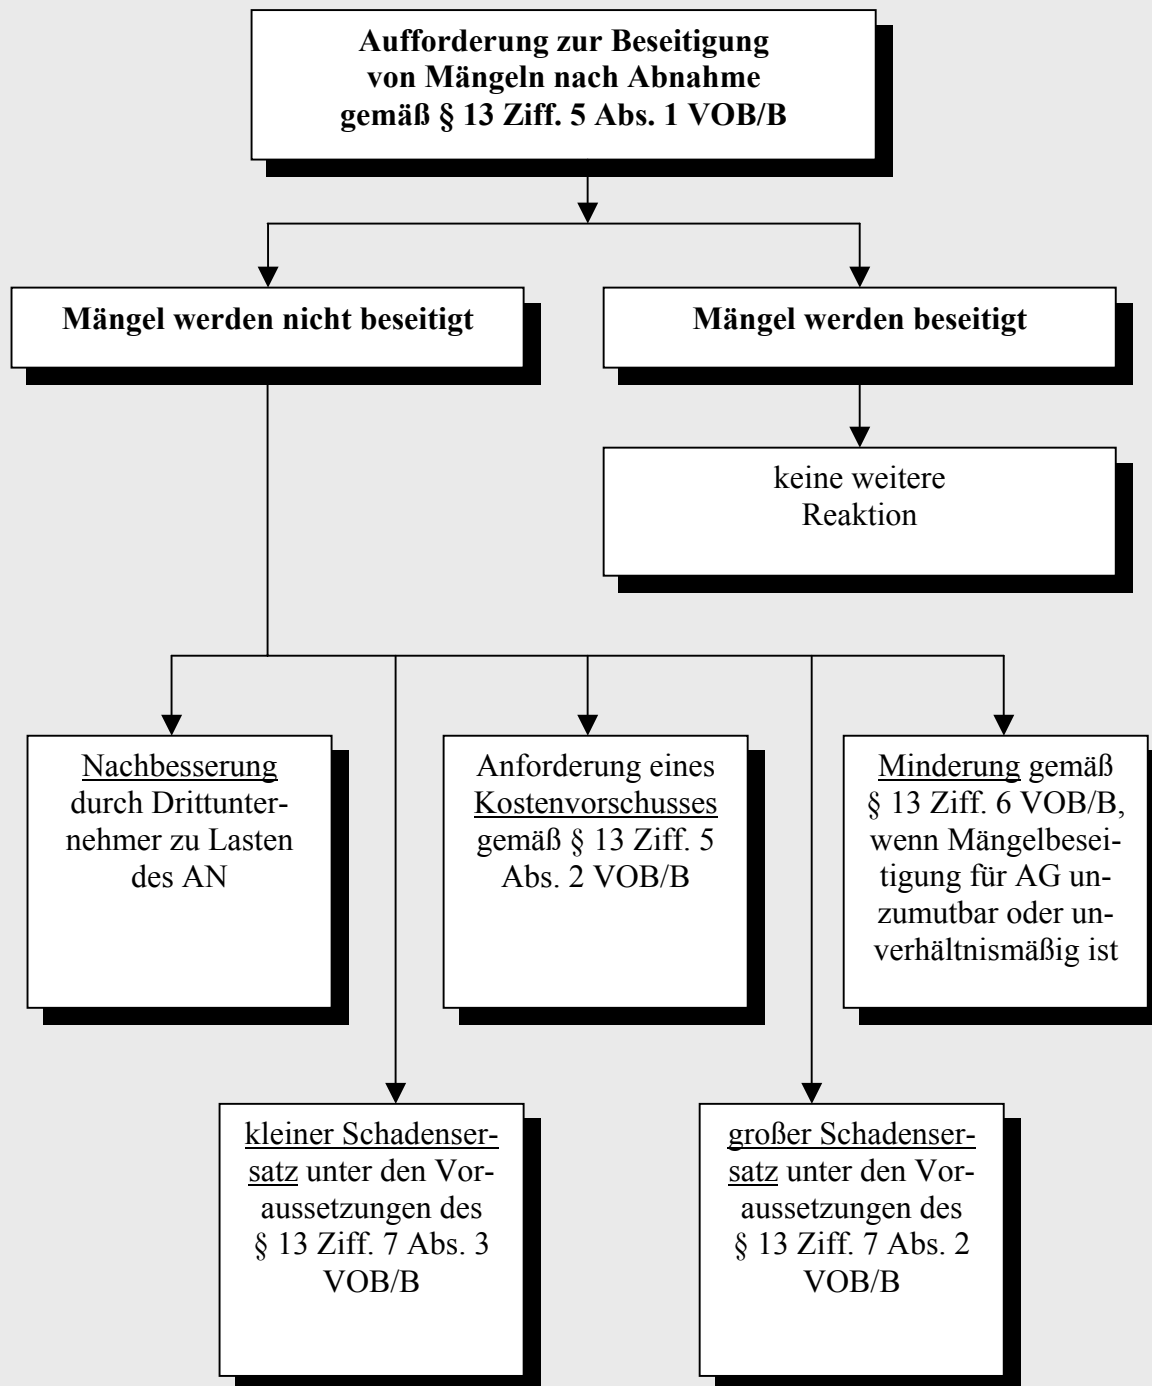 Aufforderung zur Beseitigung
von Mängeln nach Abnahme
gemäß § 13 Ziff. 5 Abs. 1 VOB/B
Mängel werden nicht beseitigt
Mängel werden beseitigt
keine weitere
Reaktion
Nachbesserung
durch Drittunter-
nehmer zu Lasten
des AN
Anforderung eines
Kostenvorschusses
gemäß § 13 Ziff. 5
Abs. 2 VOB/B
Minderung gemäß
§ 13 Ziff. 6 VOB/B,
wenn Mängelbesei-
tigung für AG un-
zumutbar oder un-
verhältnismäßig ist
kleiner Schadenser-
satz unter den Vor-
aussetzungen des
§ 13 Ziff. 7 Abs. 3
VOB/B
großer Schadenser-
satz unter den Vor-
aussetzungen des
§ 13 Ziff. 7 Abs. 2
VOB/B